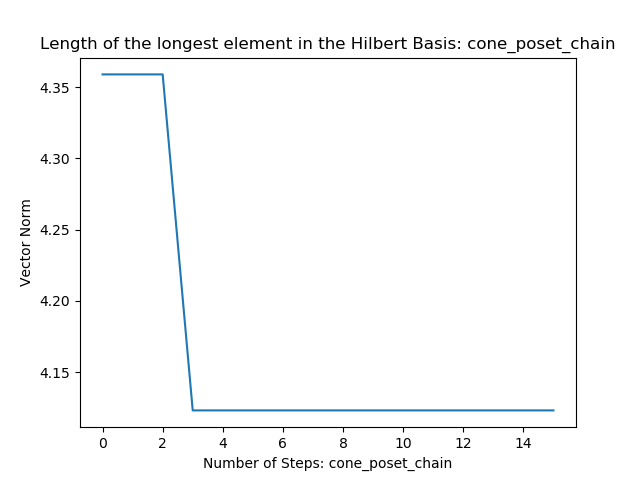 Length of the longest element in the Hilbert Basis: cone_poset_chain
4.35
4.30
4.25
4.20
4.15
Vector Norm
0 2 4 6 8 10 12 14
Number of Steps: cone_poset_chain